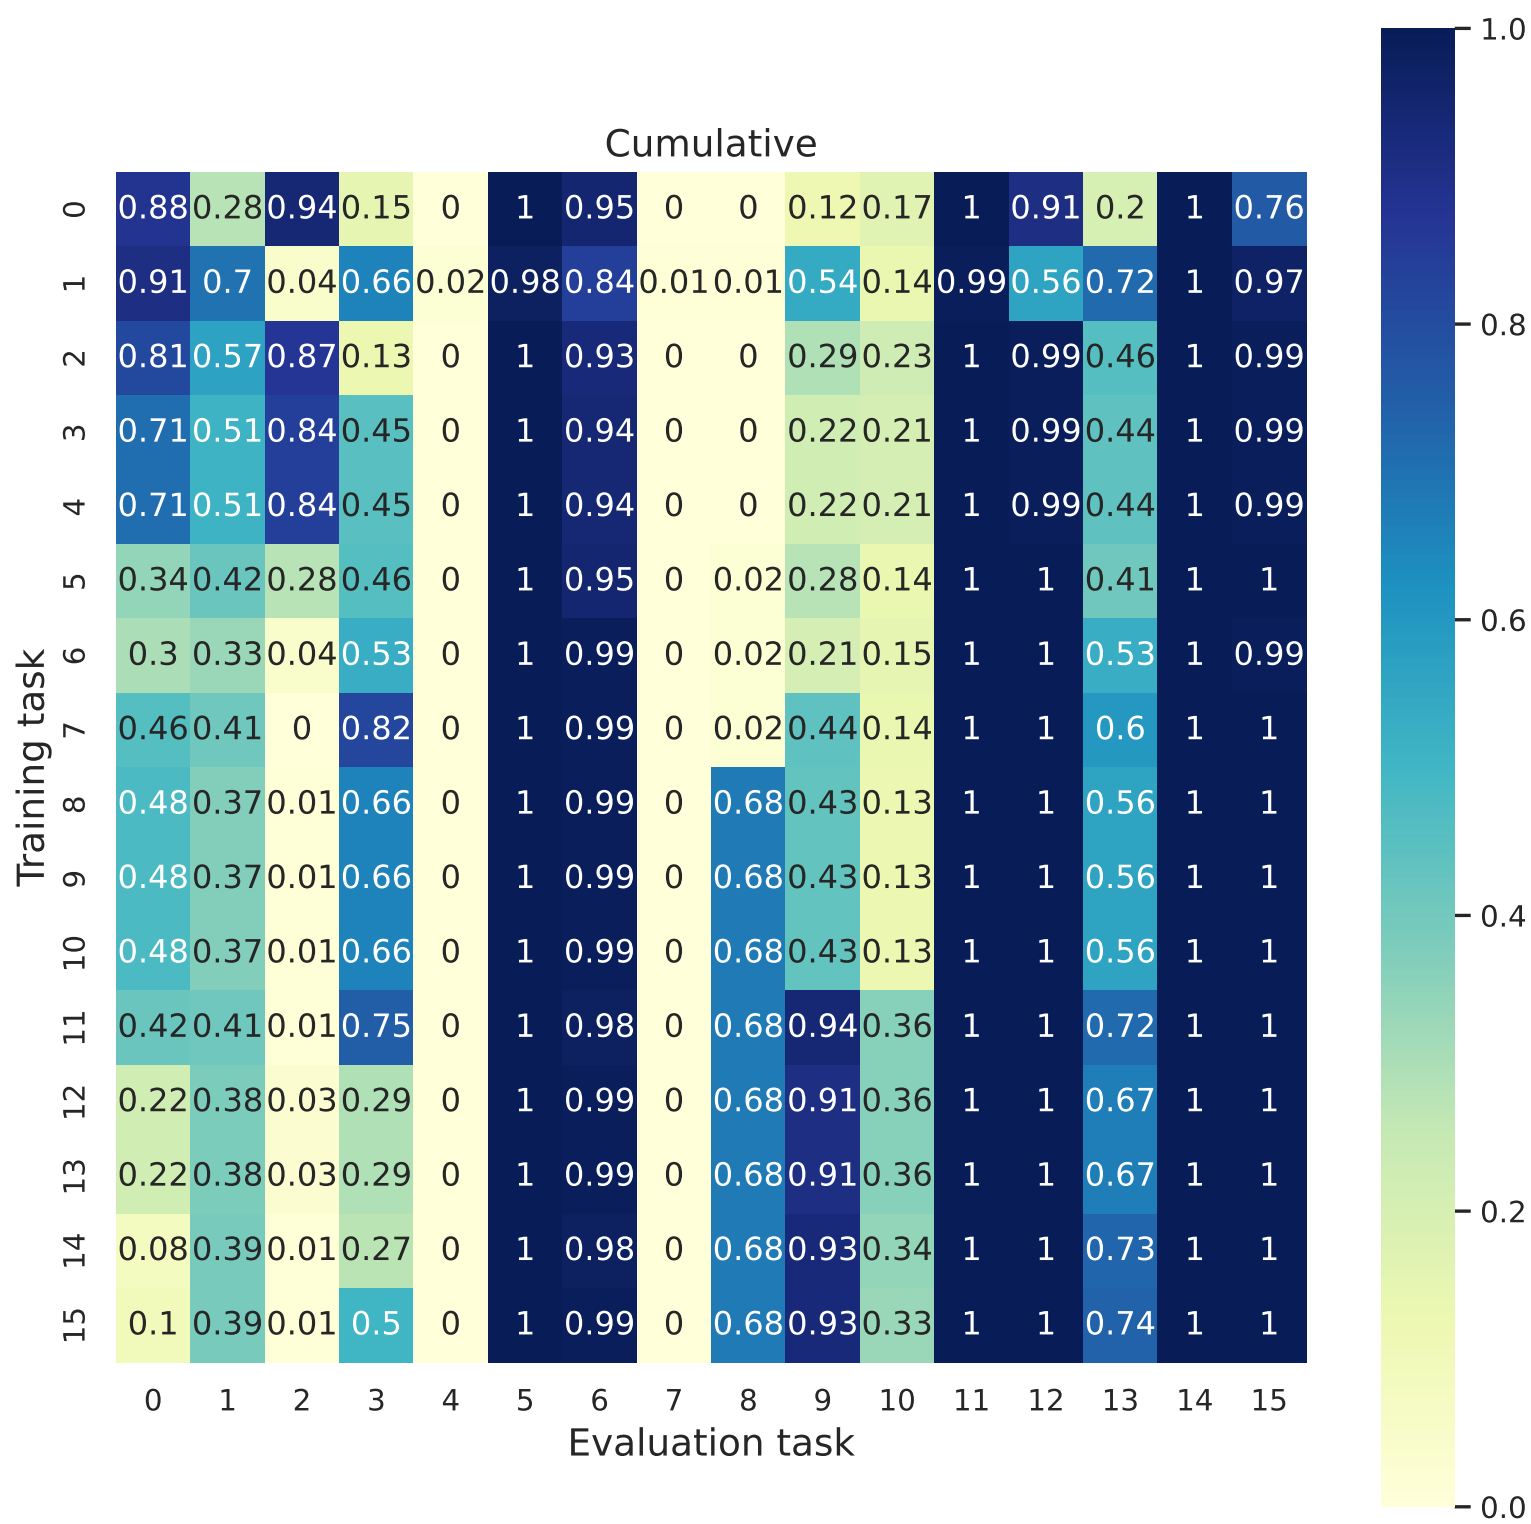 Cumulative
0 0.88 0.28 0.94 0.15 0 1 0.95 0 0 0.12 0.17 1 0.91 0.2 1 0.76
1 0.91 0.7 0.04 0.66 0.02 0.98 0.84 0.01 0.01 0.54 0.14 0.99 0.56 0.72 1 0.97
2 0.81 0.57 0.87 0.13 0 1 0.93 0 0 0.29 0.23 1 0.99 0.46 1 0.99
3 0.71 0.51 0.84 0.45 0 1 0.94 0 0 0.22 0.21 1 0.99 0.44 1 0.99
4 0.71 0.51 0.84 0.45 0 1 0.94 0 0 0.22 0.21 1 0.99 0.44 1 0.99
5 0.34 0.42 0.28 0.46 0 1 0.95 0 0.02 0.28 0.14 1 1 0.41 1 1
6 0.3 0.33 0.04 0.53 0 1 0.99 0 0.02 0.21 0.15 1 1 0.53 1 0.99
7 0.46 0.41 0 0.82 0 1 0.99 0 0.02 0.44 0.14 1 1 0.6 1 1
8 0.48 0.37 0.01 0.66 0 1 0.99 0 0.68 0.43 0.13 1 1 0.56 1 1
9 0.48 0.37 0.01 0.66 0 1 0.99 0 0.68 0.43 0.13 1 1 0.56 1 1
10 0.48 0.37 0.01 0.66 0 1 0.99 0 0.68 0.43 0.13 1 1 0.56 1 1
11 0.42 0.41 0.01 0.75 0 1 0.98 0 0.68 0.94 0.36 1 1 0.72 1 1
12 0.22 0.38 0.03 0.29 0 1 0.99 0 0.68 0.91 0.36 1 1 0.67 1 1
13 0.22 0.38 0.03 0.29 0 1 0.99 0 0.68 0.91 0.36 1 1 0.67 1 1
14 0.08 0.39 0.01 0.27 0 1 0.98 0 0.68 0.93 0.34 1 1 0.73 1 1
15 0.1 0.39 0.01 0.5 0 1 0.99 0 0.68 0.93 0.33 1 1 0.74 1 1
0 1 2 3 4 5 6 7 8 9 10 11 12 13 14 15
Evaluation task
Training task
1.0
0.8
0.6
0.4
0.2
0.0